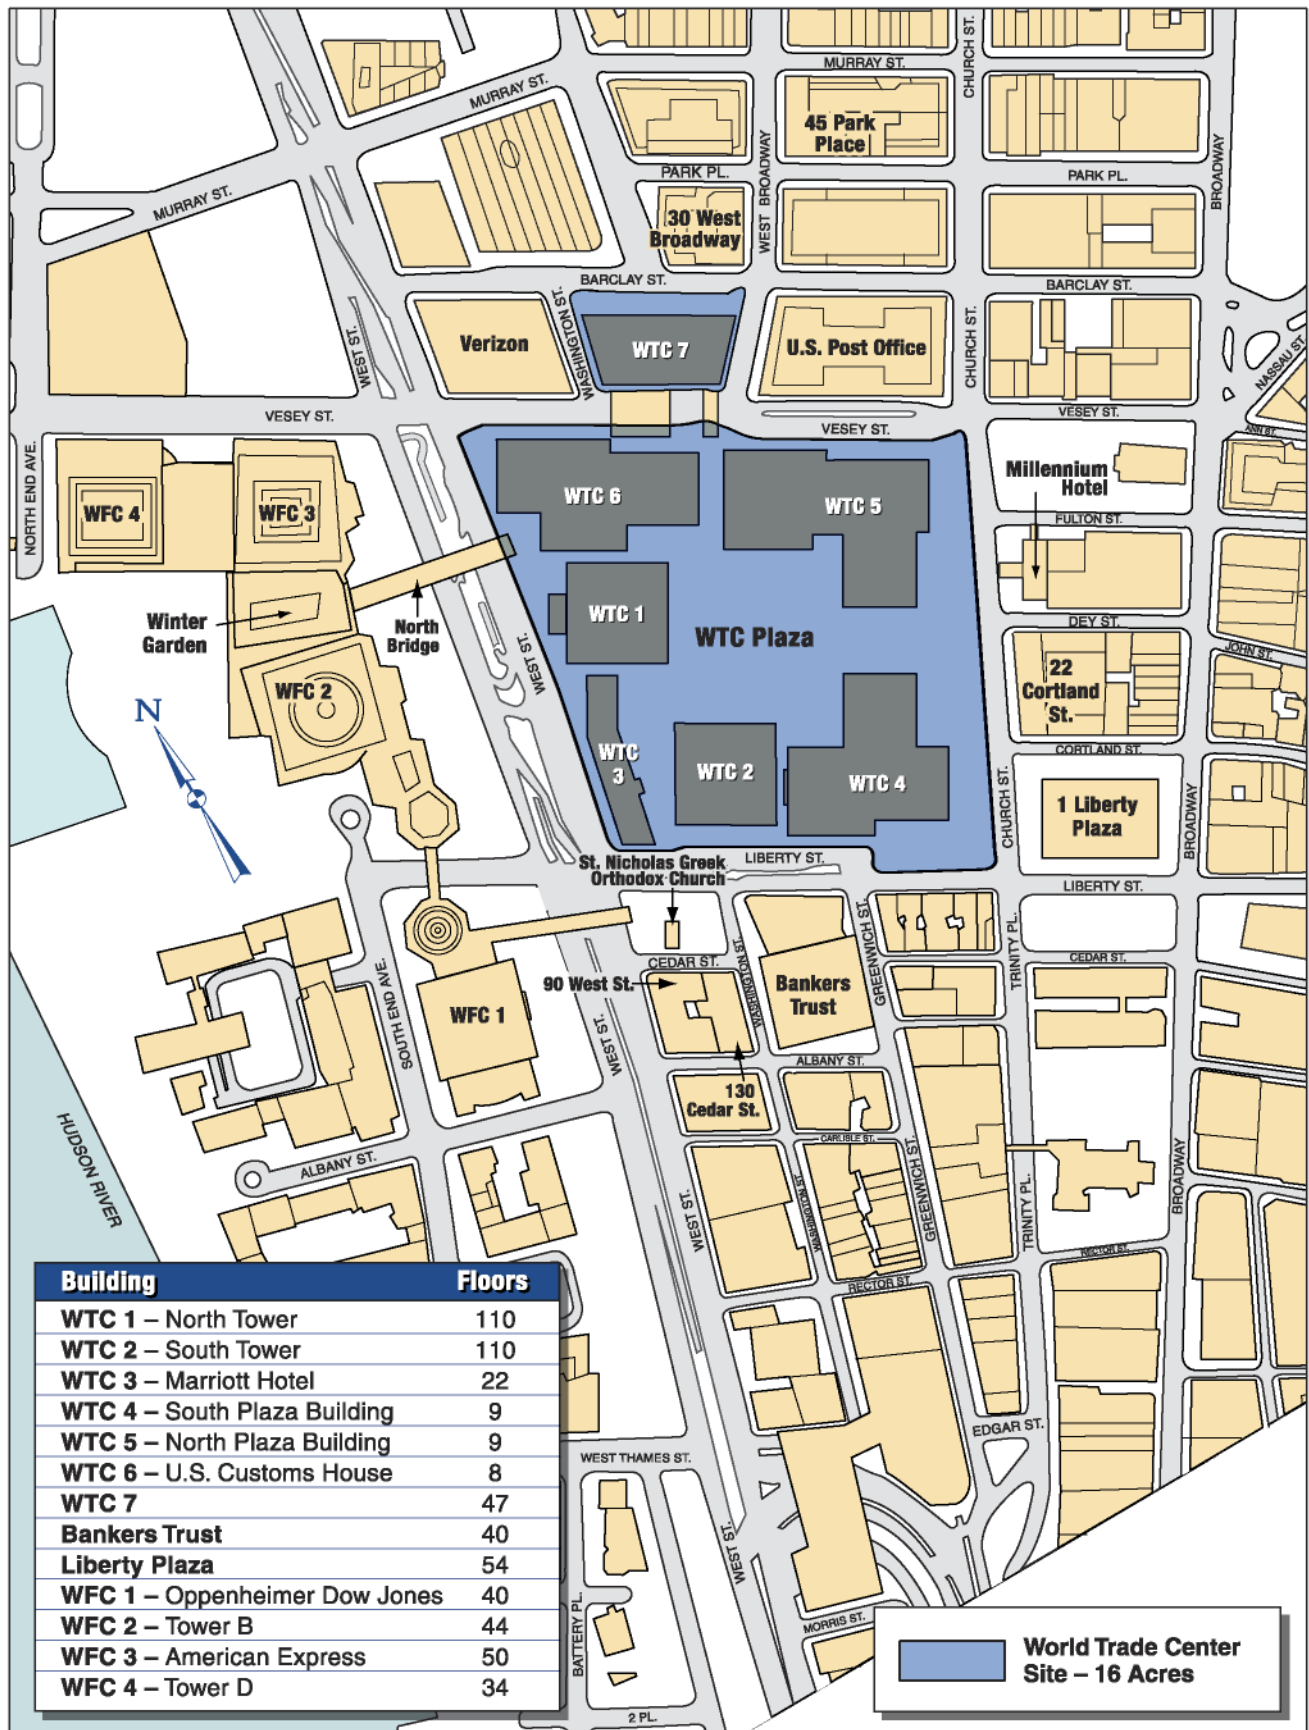 MURRAY ST.
CHURCH ST.
MURRAY ST.
45 Park
Place
WEST BROADWAY
BROADWAY
PARK PL.
PARK PL.
MURRAY ST.
30 West
Broadway
BARCLAY ST.
BARCLAY ST.
WASHINGTON ST.
WEST ST.
Verizon
WTC 7
U.S. Post Office
CHURCH ST.
NASSAU ST.
VESEY ST.
VESEY ST.
VESEY ST.
ANN ST.
NORTH END AVE.
WFC 4
WFC 3
WTC 6
WTC 5
Millennium
Hotel
FULTON ST.
Winter
Garden
North
Bridge
WTC 1
WTC Plaza
DEY ST.
JOHN ST.
WEST ST.
WFC 2
22
Cortland
St.
N
CORTLAND ST.
WTC
3
WTC 2
WTC 4
CHURCH ST.
1 Liberty
Plaza
BROADWAY
St. Nicholas Greek
Orthodox Church
LIBERTY ST.
LIBERTY ST.
CEDAR ST.
WASHINGTON ST.
GREENWICH ST.
TRINITY PL.
CEDAR ST.
90 West St.
Bankers
Trust
SOUTH END AVE.
WFC 1
WEST ST.
ALBANY ST.
130
Cedar St.
HUDSON RIVER
ALBANY ST.
CARLISLE ST.
WEST ST.
WASHINGTON ST.
GREENWICH ST.
TRINITY PL.
BROADWAY
RECTOR ST.
RECTOR ST.
Building Floors
WTC 1 – North Tower 110
WTC 2 – South Tower 110
WTC 3 – Marriott Hotel 22
WTC 4 – South Plaza Building 9
WTC 5 – North Plaza Building 9
WTC 6 – U.S. Customs House 8
WTC 7 47
Bankers Trust 40
Liberty Plaza 54
WFC 1 – Oppenheimer Dow Jones 40
WFC 2 – Tower B 44
WFC 3 – American Express 50
WFC 4 – Tower D 34
EDGAR ST.
WEST THAMES ST.
WEST ST.
BATTERY PL.
MORRIS ST.
2 PL.
World Trade Center
Site – 16 Acres